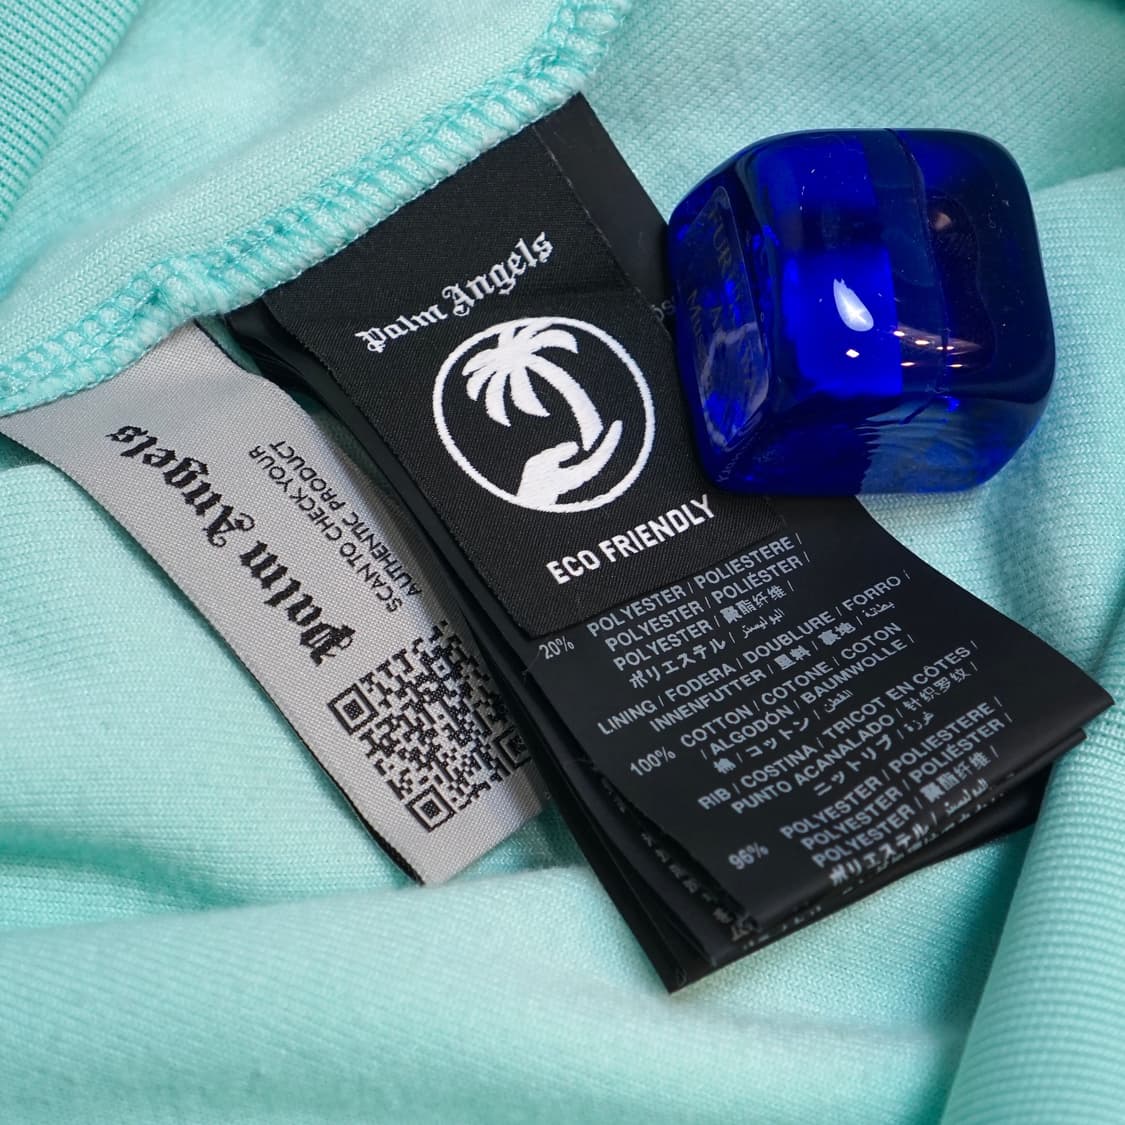 Palm Angels
ECO FRIENDLY
Palm Angels
SCAN TO CHECK YOUR
AUTHENTIC PRODUCT
POLYESTER / POLIESTERE /
20% POLYESTER / POLIÉSTER /
POLYESTER / 聚酯纤维 /
ポリエステル / البوليستر
LINING / FODERA / DOUBLURE / FORRO /
INNENFUTTER / 里料 / 裏地 / بطانة
100% COTTON / COTONE / COTON
/ ALGODÓN / BAUMWOLLE /
棉 / コットン / القطن
RIB / COSTINA / TRICOT EN CÔTES /
PUNTO ACANALADO / 针织罗纹 /
ニットリブ /
96% POLYESTER / POLIESTERE /
POLYESTER / POLIÉSTER /
POLYESTER / 聚酯纤维 /
ポリエステル / البوليستر